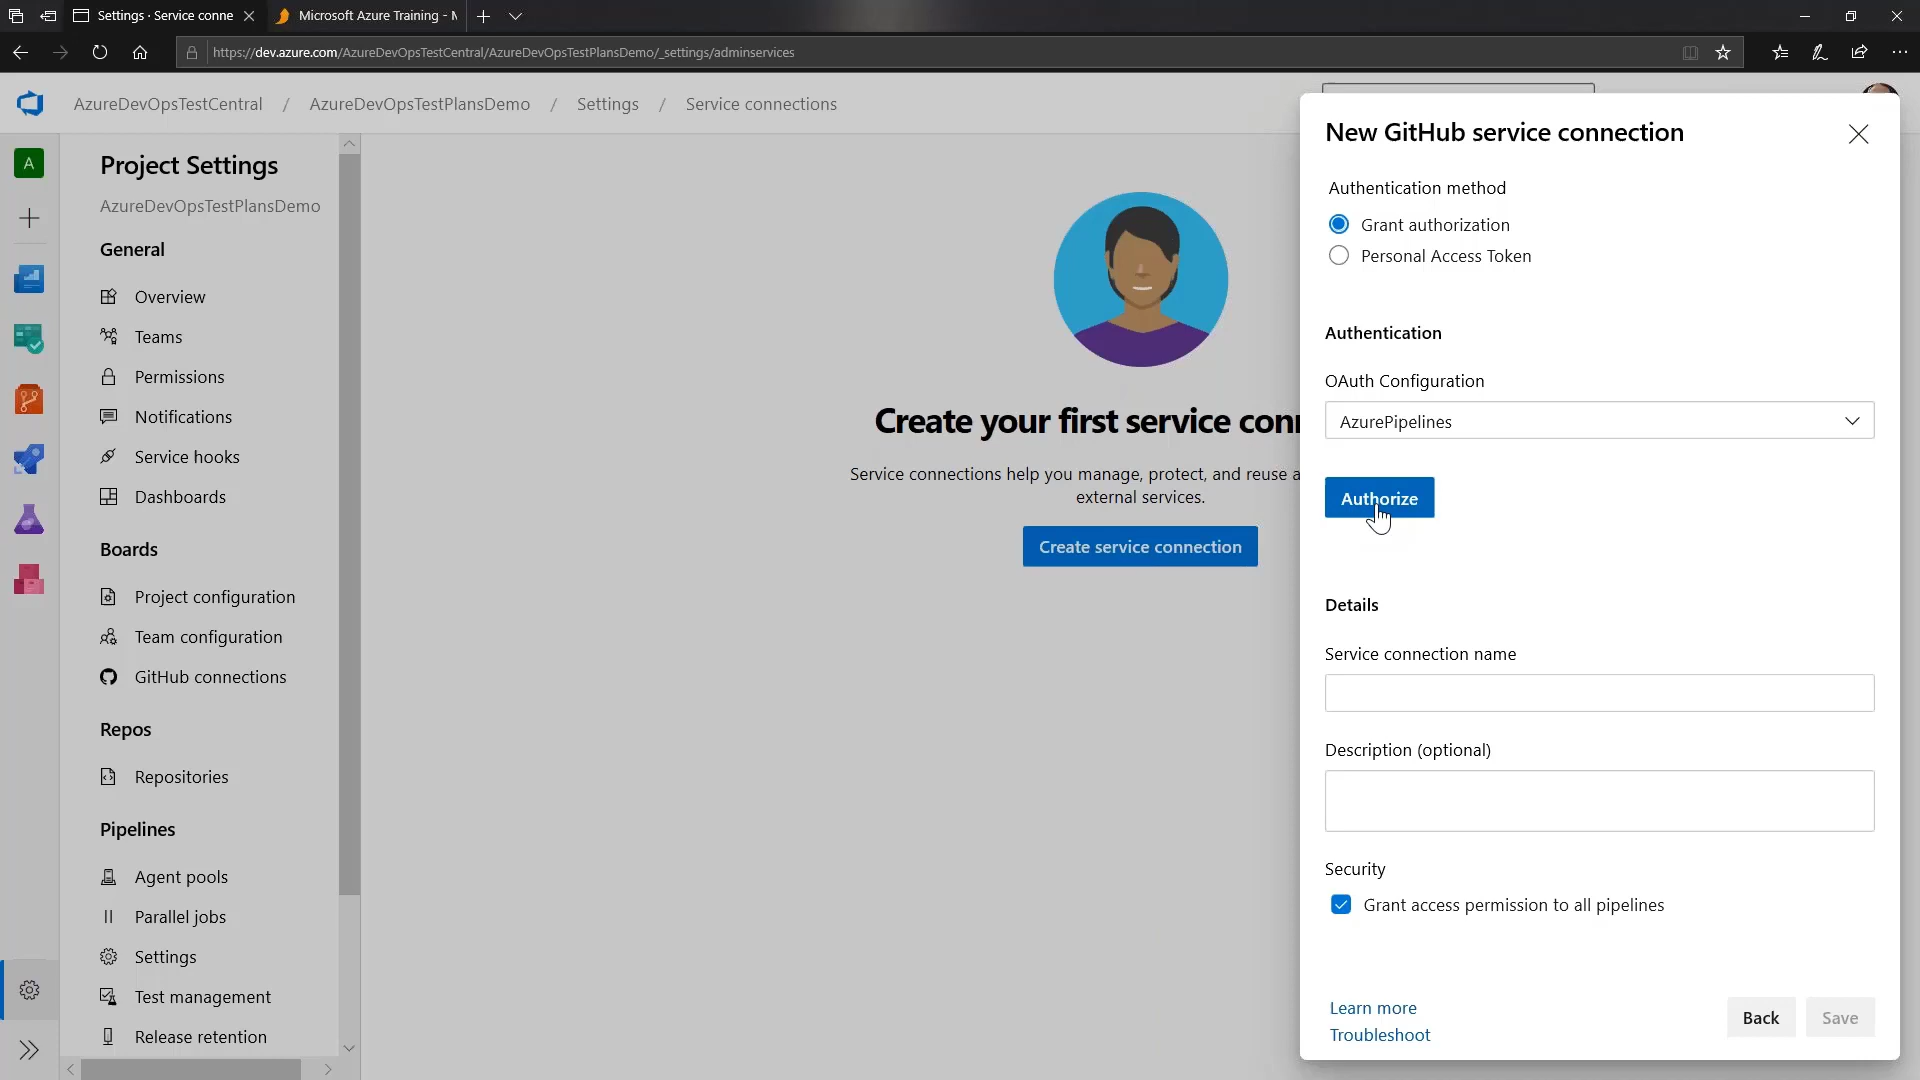 Settings · Service conne
Microsoft Azure Training - M
https://dev.azure.com/AzureDevOpsTestCentral/AzureDevOpsTestPlansDemo/_settings/adminservices
AzureDevOpsTestCentral / AzureDevOpsTestPlansDemo / Settings / Service connections
A
Project Settings
AzureDevOpsTestPlansDemo
General
Overview
Teams
Permissions
Notifications
Service hooks
Dashboards
Boards
Project configuration
Team configuration
GitHub connections
Repos
Repositories
Pipelines
Agent pools
Parallel jobs
Settings
Test management
Release retention
Create your first service conn
Service connections help you manage, protect, and reuse a
external services.
Create service connection
New GitHub service connection
Authentication method
Grant authorization
Personal Access Token
Authentication
OAuth Configuration
AzurePipelines
Authorize
Details
Service connection name
Description (optional)
Security
Grant access permission to all pipelines
Learn more
Troubleshoot
Back
Save